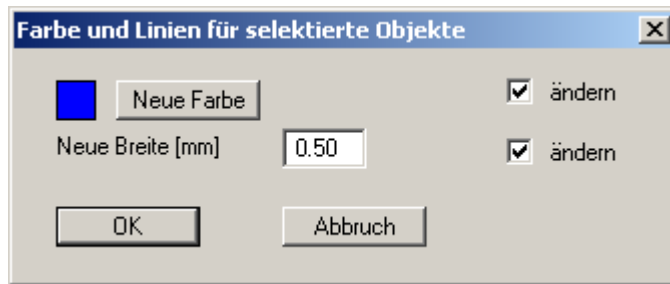 Farbe und Linien für selektierte Objekte
Neue Farbe ändern
Neue Breite [mm] 0.50 ändern
OK Abbruch